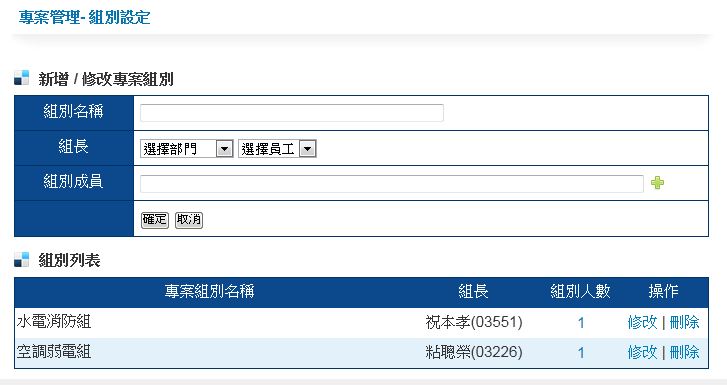 專案管理- 組別設定
新增 / 修改專案組別
組別名稱
組長 選擇部門 選擇員工
組別成員
確定 取消
組別列表
專案組別名稱 組長 組別人數 操作
水電消防組 祝本孝(03551) 1 修改 | 刪除
空調弱電組 粘聰榮(03226) 1 修改 | 刪除